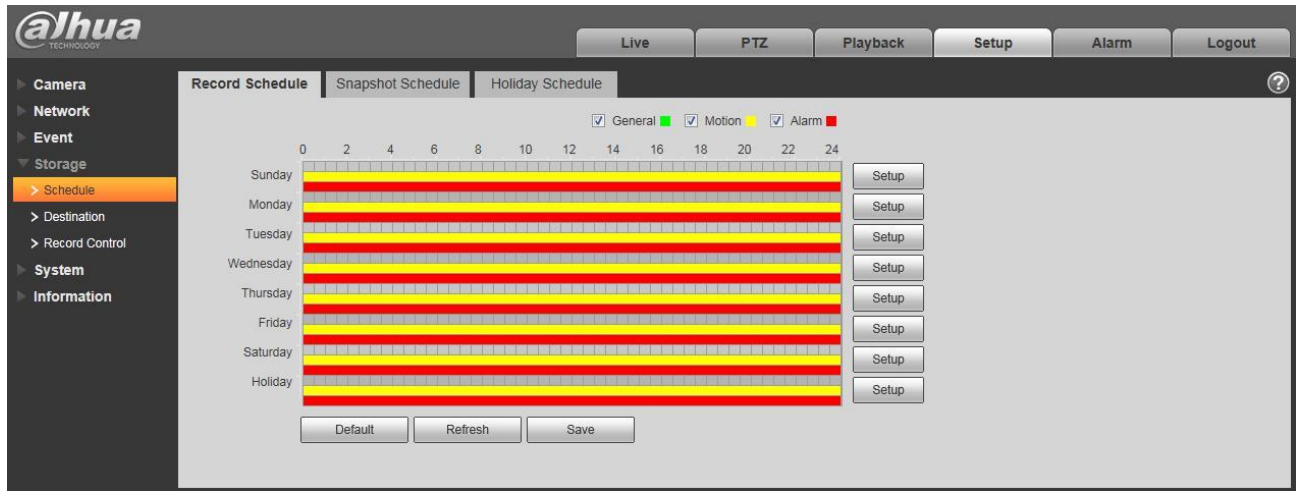 alhua
TECHNOLOGY
Live PTZ Playback Setup Alarm Logout
Camera
Network
Event
Storage
> Schedule
> Destination
> Record Control
System
Information
Record Schedule Snapshot Schedule Holiday Schedule ?
General Motion Alarm
0 2 4 6 8 10 12 14 16 18 20 22 24
Sunday Setup
Monday Setup
Tuesday Setup
Wednesday Setup
Thursday Setup
Friday Setup
Saturday Setup
Holiday Setup
Default Refresh Save